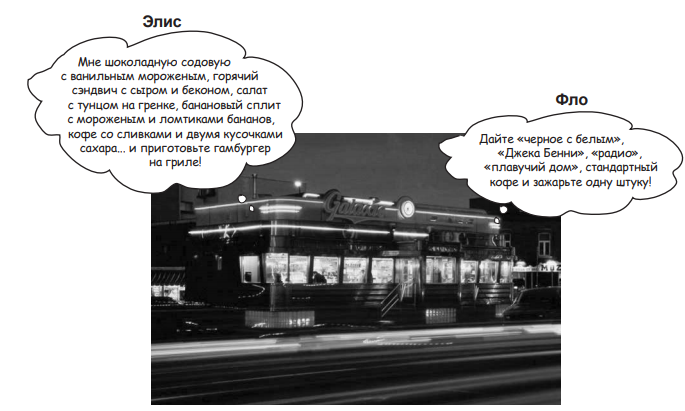 Элис
Мне шоколадную содовую
с ванильным мороженым, горячий
сэндвич с сыром и беконом, салат
с тунцом на гренке, банановый сплит
с мороженым и ломтиками бананов,
кофе со сливками и двумя кусочками
сахара... и приготовьте гамбургер
на гриле!
Фло
Дайте «черное с белым»,
«Джека Бенни», «радио»,
«плавучий дом», стандартный
кофе и зажарьте одну штуку!